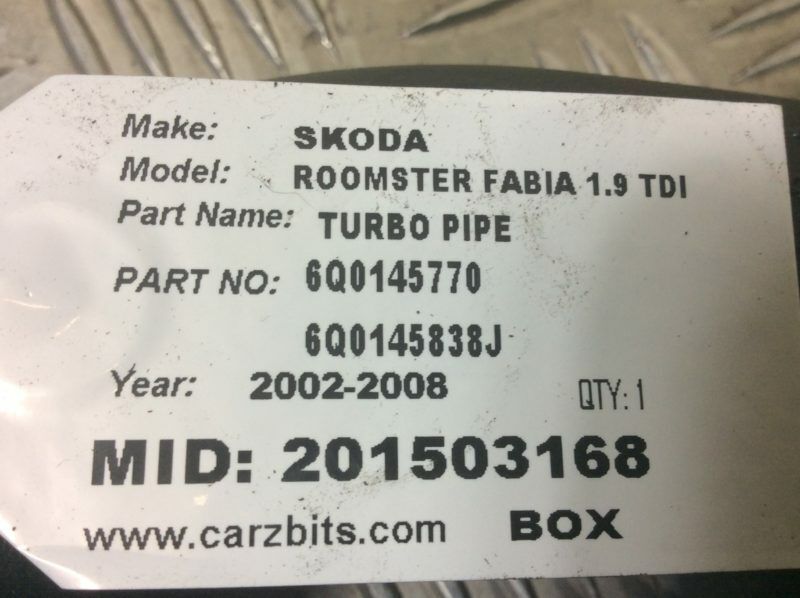 Make: SKODA
Model: ROOMSTER FABIA 1.9 TDI
Part Name: TURBO PIPE
PART NO: 6Q0145770
6Q0145838J
Year: 2002-2008 QTY: 1
MID: 201503168
www.carzbits.com BOX